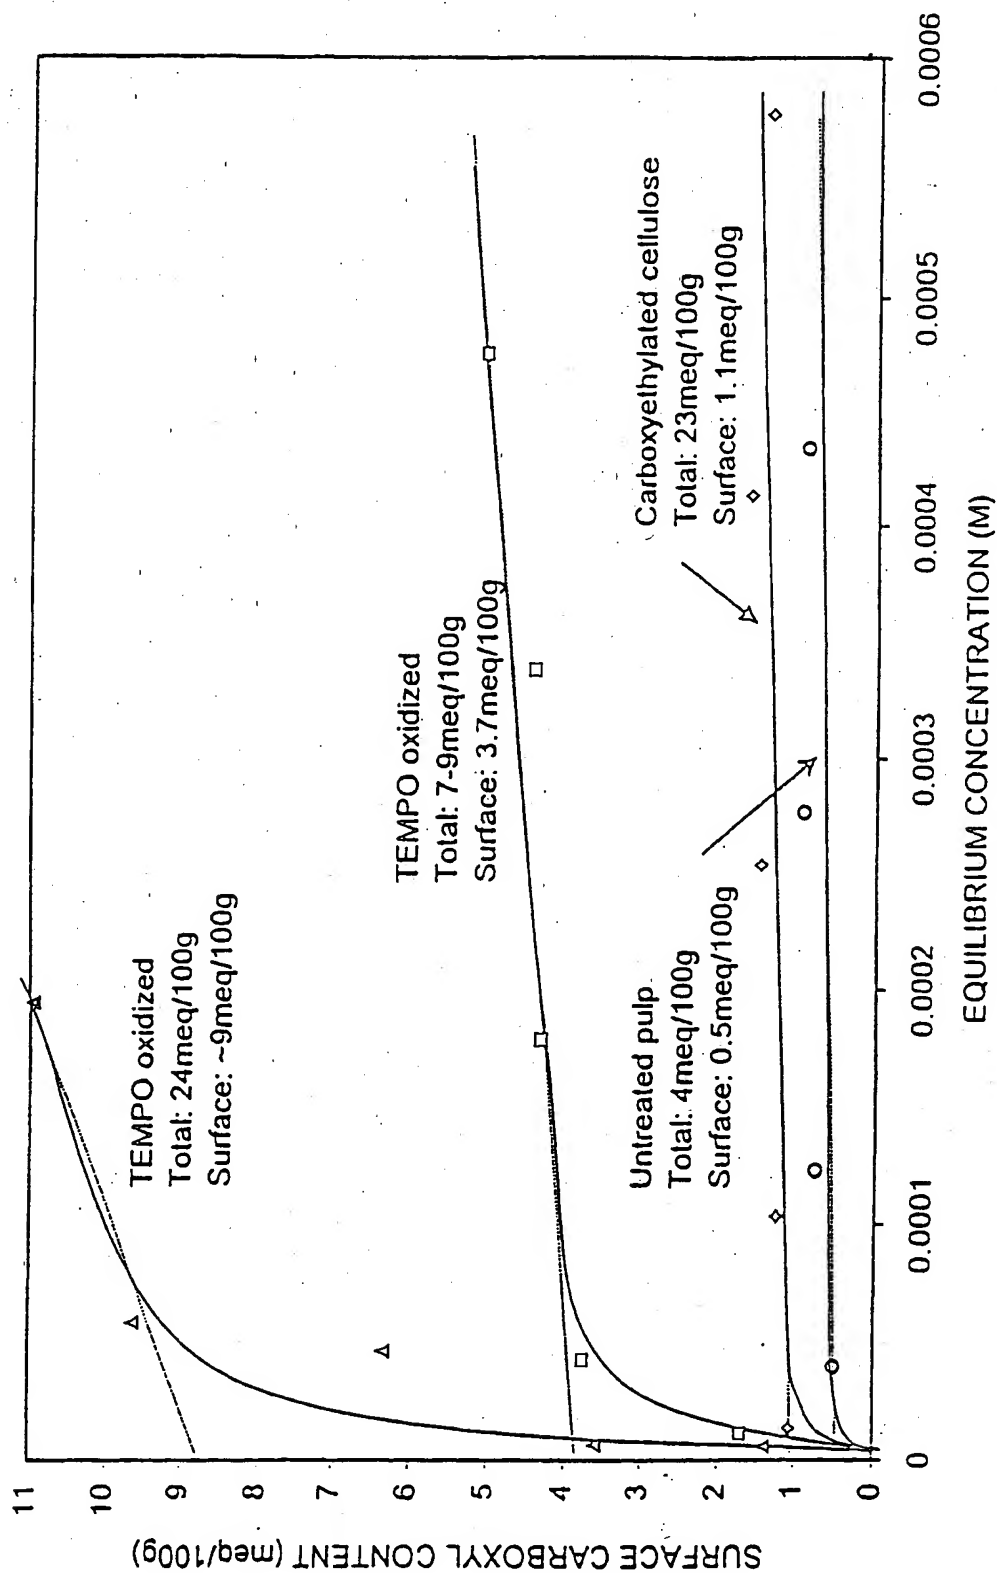 SURFACE CARBOXYL CONTENT (meq/100g)
11
10
9
8
7
6
5
4
3
2
1
0
TEMPO oxidized
Total: 24meq/100g
Surface: ~9meq/100g
TEMPO oxidized
Total: 7-9meq/100g
Surface: 3.7meq/100g
Untreated pulp
Total: 4meq/100g
Surface: 0.5meq/100g
Carboxyethylated cellulose
Total: 23meq/100g
Surface: 1.1meq/100g
0
0.0001
0.0002
0.0003
0.0004
0.0005
0.0006
EQUILIBRIUM CONCENTRATION (M)